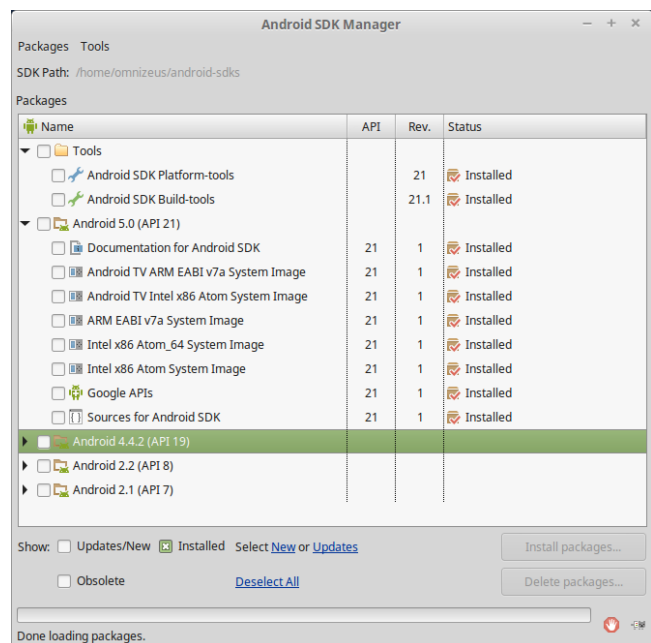 Android SDK Manager
Packages Tools
SDK Path: /home/omnizeus/android-sdks
Packages
Name API Rev. Status
Tools
Android SDK Platform-tools 21 Installed
Android SDK Build-tools 21.1 Installed
Android 5.0 (API 21)
Documentation for Android SDK 21 1 Installed
Android TV ARM EABI v7a System Image 21 1 Installed
Android TV Intel x86 Atom System Image 21 1 Installed
ARM EABI v7a System Image 21 1 Installed
Intel x86 Atom_64 System Image 21 1 Installed
Intel x86 Atom System Image 21 1 Installed
Google APIs 21 1 Installed
Sources for Android SDK 21 1 Installed
Android 4.4.2 (API 19)
Android 2.2 (API 8)
Android 2.1 (API 7)
Show: Updates/New Installed Select New or Updates Install packages...
Obsolete Deselect All Delete packages...
Done loading packages.